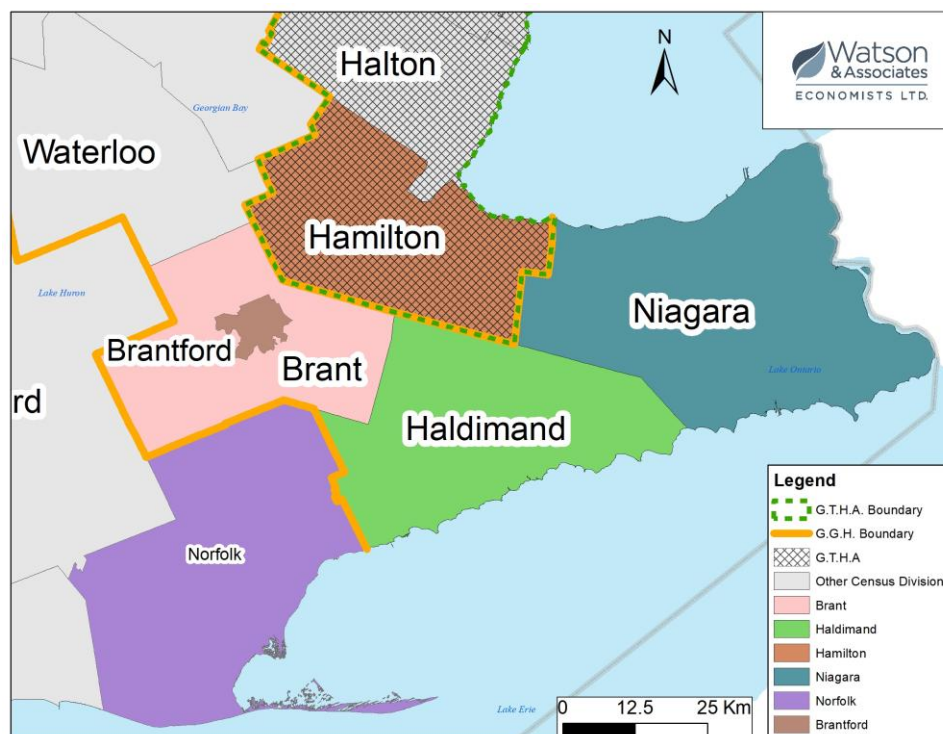 Halton
N
Watson
& Associates
ECONOMISTS LTD.
Georgian Bay
Waterloo
Hamilton
Lake Huron
Niagara
Brantford
Brant
Lake Ontario
rd
Haldimand
Norfolk
Lake Erie
0 12.5 25 Km
Legend
G.T.H.A. Boundary
G.G.H. Boundary
G.T.H.A
Other Census Division
Brant
Haldimand
Hamilton
Niagara
Norfolk
Brantford